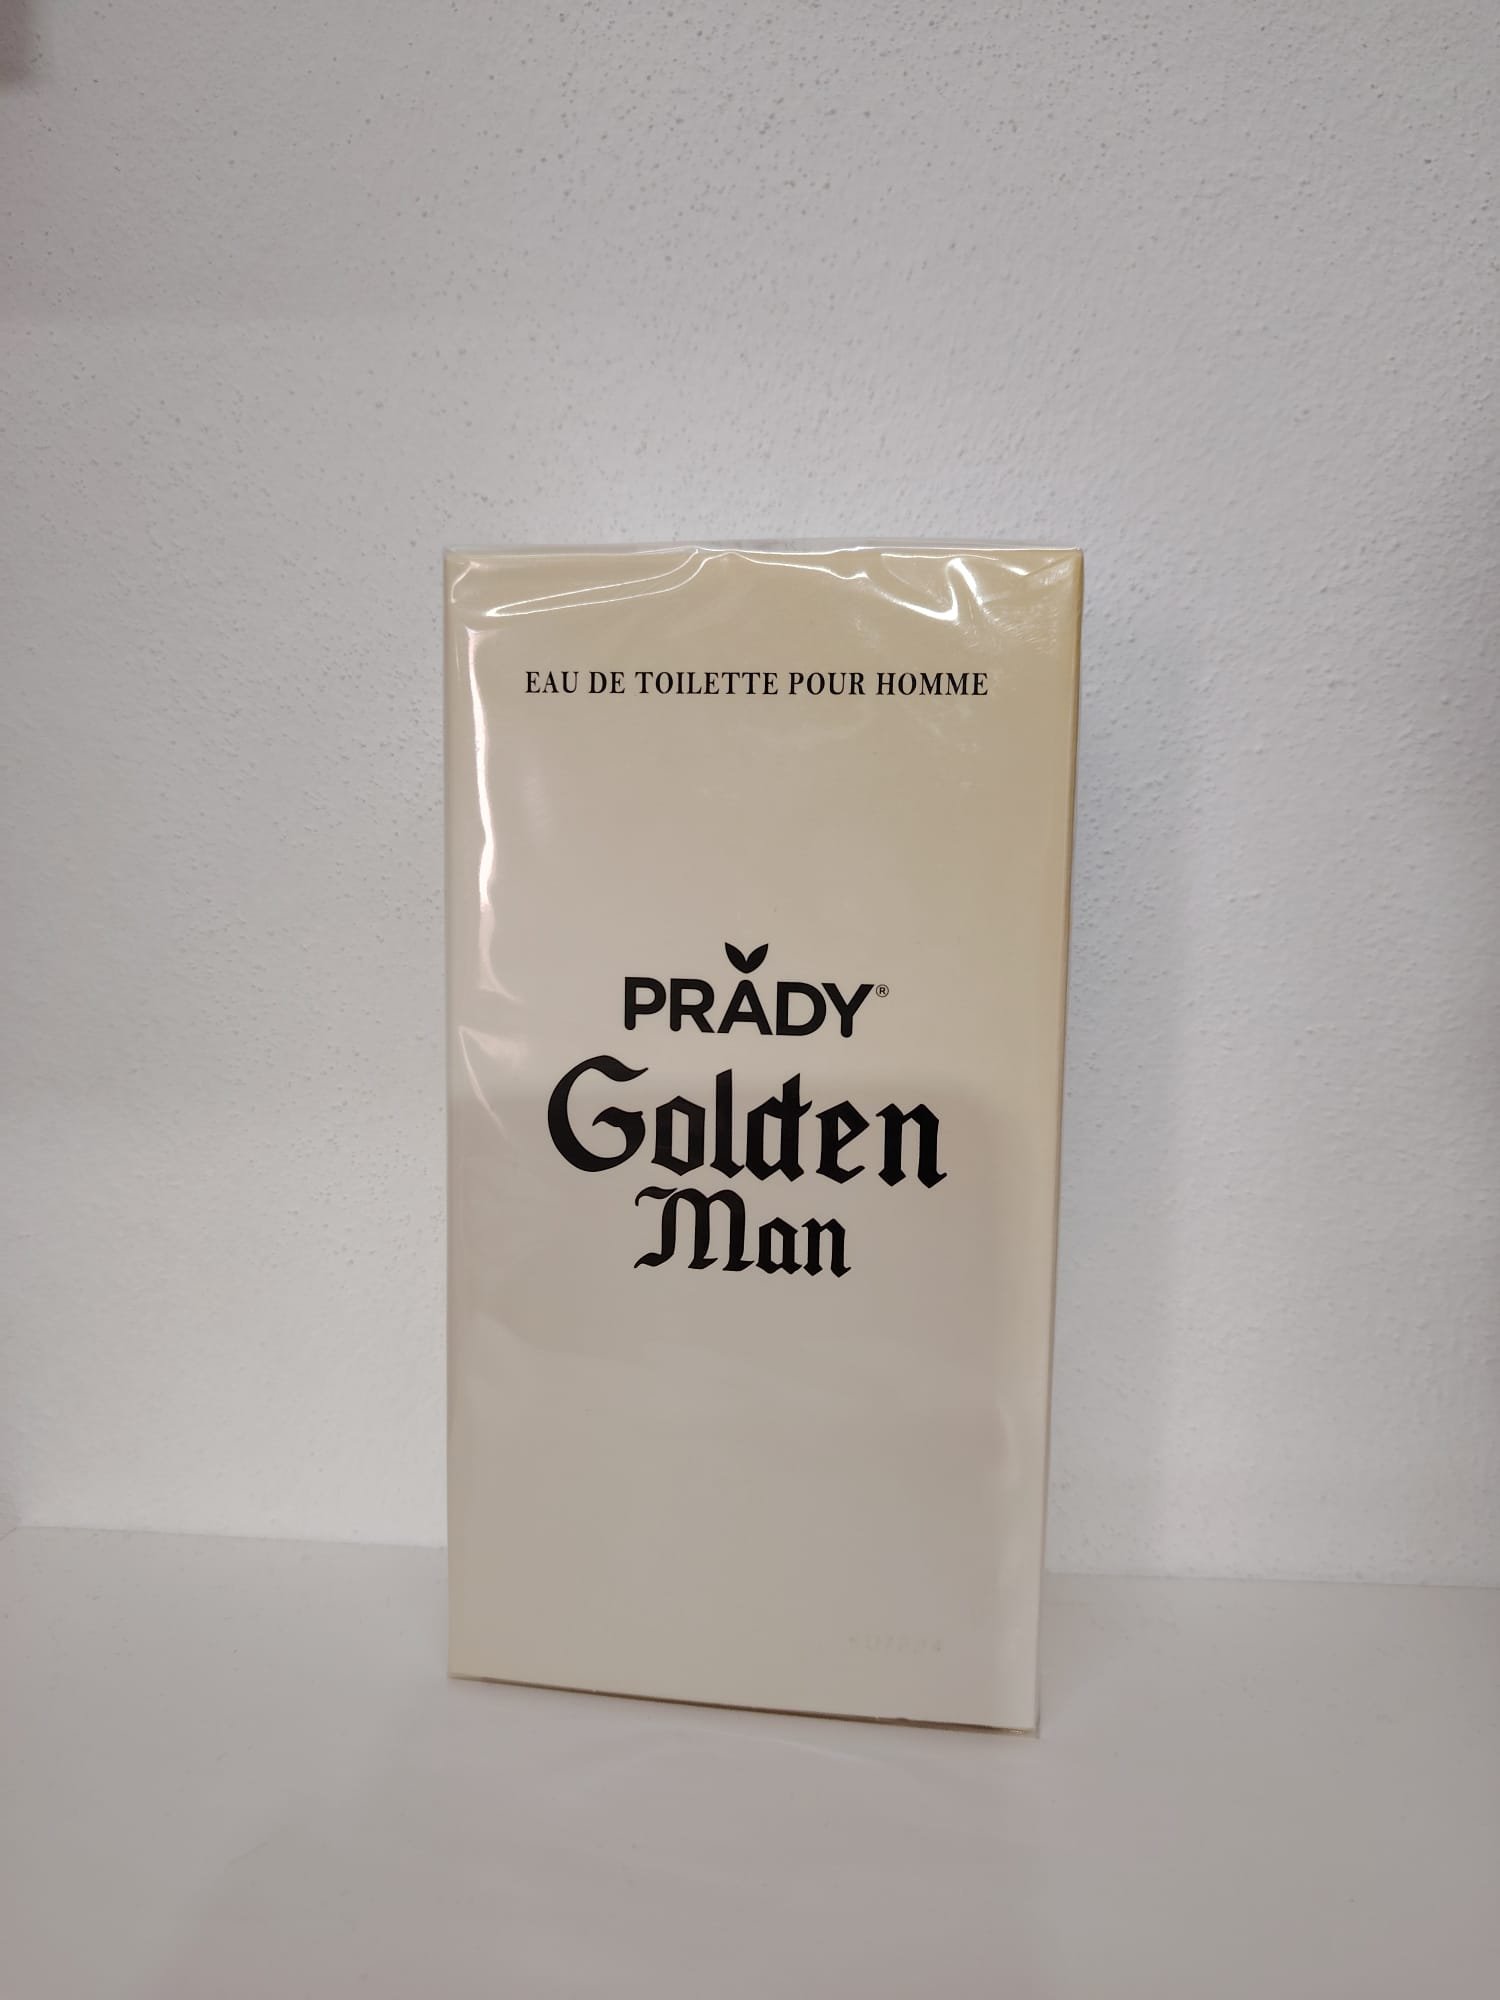 EAU DE TOILETTE POUR HOMME
PRADY®
Golden
Man